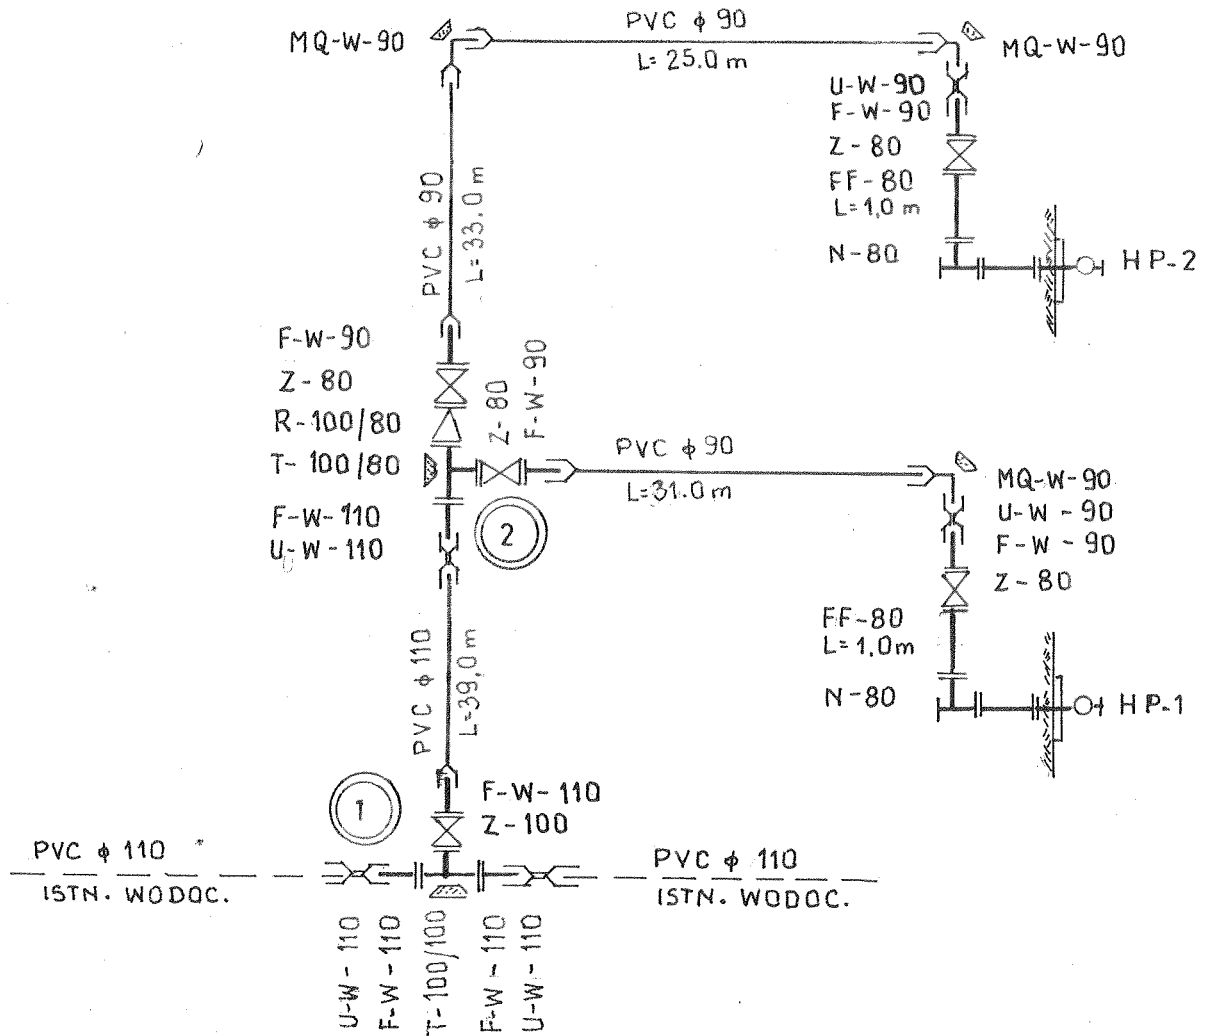 MQ-W-90
PVC ϕ 90
L= 25.0 m
MQ-W-90
U-W-90
F-W-90
Z-80
FF-80
L=1,0 m
N-80
HP-2
PVC ϕ 90
L=33.0 m
F-W-90
Z-80
R-100/80
T-100/80
F-W-110
U-W-110
Z-80
F-W-90
2
PVC ϕ 90
L=31.0 m
MQ-W-90
U-W-90
F-W-90
Z-80
FF-80
L=1,0m
N-80
HP-1
PVC ϕ 110
L=39,0 m
1
F-W-110
Z-100
PVC ϕ 110
ISTN. WODOC.
PVC ϕ 110
ISTN. WODOC.
U-W-110
F-W-110
T-100/100
F-W-110
U-W-110